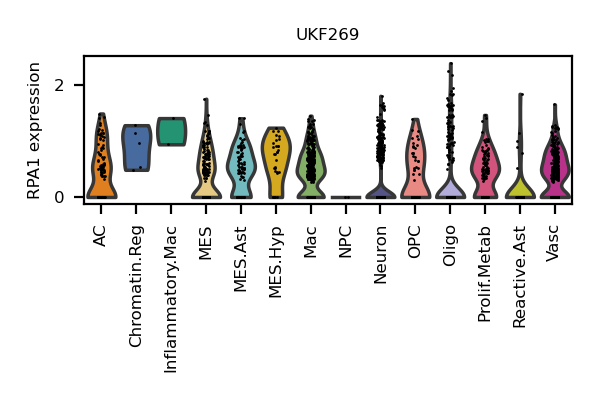 UKF269
RPA1 expression
2
0
AC
Chromatin.Reg
Inflammatory.Mac
MES
MES.Ast
MES.Hyp
Mac
NPC
Neuron
OPC
Oligo
Prolif.Metab
Reactive.Ast
Vasc